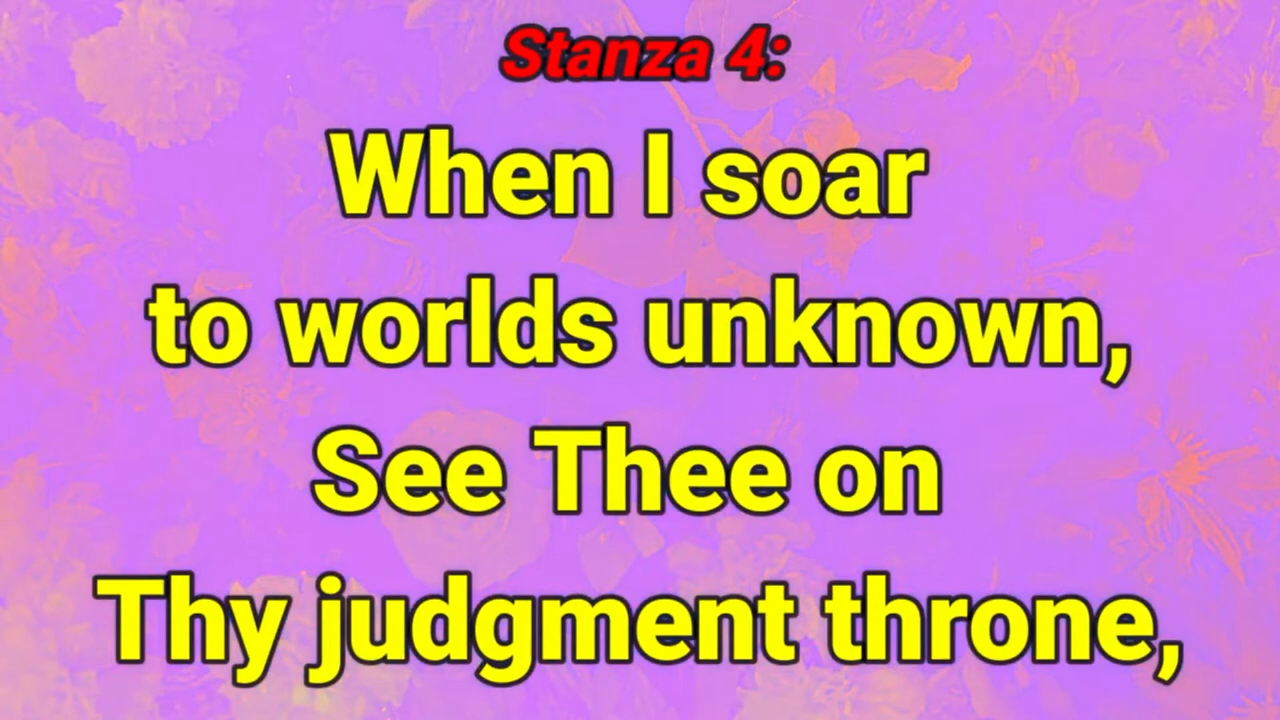 Stanza 4:
When I soar
to worlds unknown,
See Thee on
Thy judgment throne,